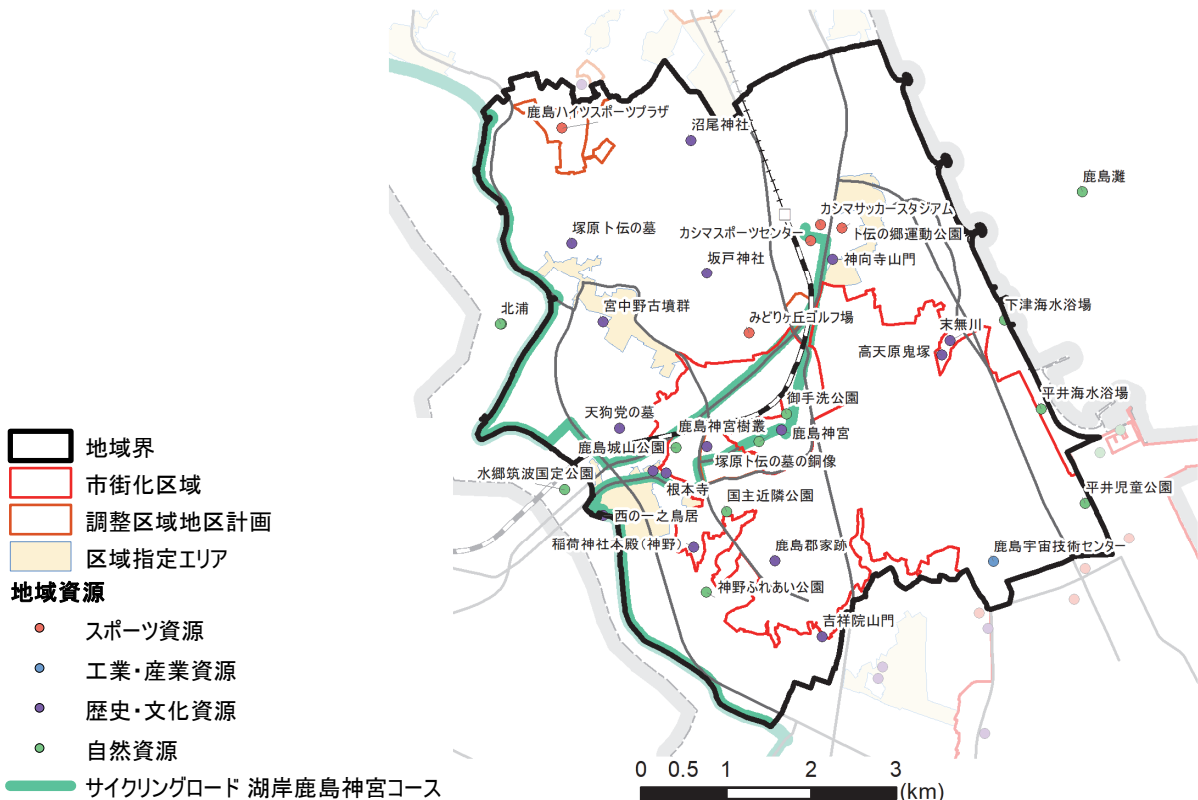 鹿島ハイツスポーツプラザ
沼尾神社
鹿島灘
カシマサッカースタジアム
塚原卜伝の墓
カシマスポーツセンター
卜伝の郷運動公園
坂戸神社
神向寺山門
北浦
宮中野古墳群
みどりヶ丘ゴルフ場
下津海水浴場
末無川
高天原鬼塚
御手洗公園
平井海水浴場
天狗党の墓
鹿島神宮樹叢
鹿島神宮
鹿島城山公園
塚原卜伝の墓の銅像
水郷筑波国定公園
根本寺
国主近隣公園
平井児童公園
西の一之鳥居
稲荷神社本殿(神野)
鹿島郡家跡
鹿島宇宙技術センター
神野ふれあい公園
吉祥院山門
地域界
市街化区域
調整区域地区計画
区域指定エリア
地域資源
スポーツ資源
工業・産業資源
歴史・文化資源
自然資源
サイクリングロード 湖岸鹿島神宮コース
0 0.5 1 2 3
(km)